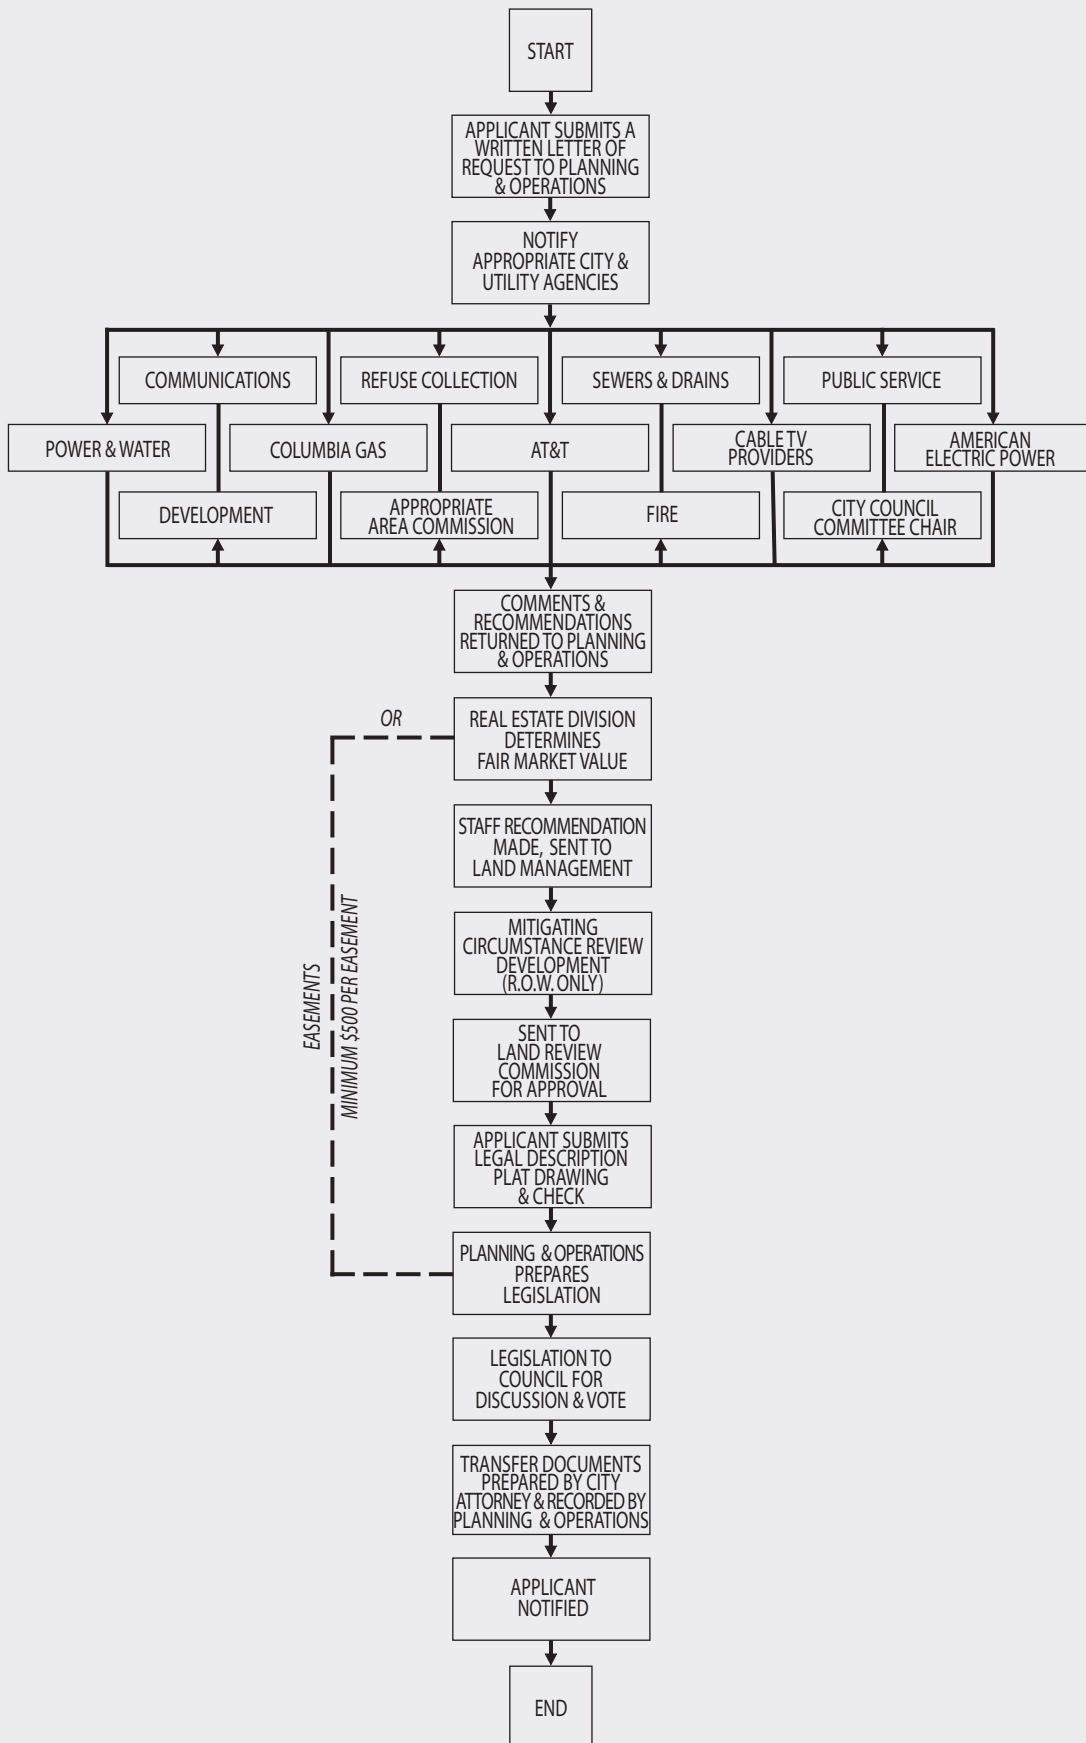 START
APPLICANT SUBMITS A
WRITTEN LETTER OF
REQUEST TO PLANNING
& OPERATIONS
NOTIFY
APPROPRIATE CITY &
UTILITY AGENCIES
COMMUNICATIONS
REFUSE COLLECTION
SEWERS & DRAINS
PUBLIC SERVICE
POWER & WATER
COLUMBIA GAS
AT&T
CABLE TV
PROVIDERS
AMERICAN
ELECTRIC POWER
DEVELOPMENT
APPROPRIATE
AREA COMMISSION
FIRE
CITY COUNCIL
COMMITTEE CHAIR
COMMENTS &
RECOMMENDATIONS
RETURNED TO PLANNING
& OPERATIONS
OR
REAL ESTATE DIVISION
DETERMINES
FAIR MARKET VALUE
STAFF RECOMMENDATION
MADE, SENT TO
LAND MANAGEMENT
EASEMENTS
MINIMUM $500 PER EASEMENT
MITIGATING
CIRCUMSTANCE REVIEW
DEVELOPMENT
(R.O.W. ONLY)
SENT TO
LAND REVIEW
COMMISSION
FOR APPROVAL
APPLICANT SUBMITS
LEGAL DESCRIPTION
PLAT DRAWING
& CHECK
PLANNING & OPERATIONS
PREPARES
LEGISLATION
LEGISLATION TO
COUNCIL FOR
DISCUSSION & VOTE
TRANSFER DOCUMENTS
PREPARED BY CITY
ATTORNEY & RECORDED BY
PLANNING & OPERATIONS
APPLICANT
NOTIFIED
END